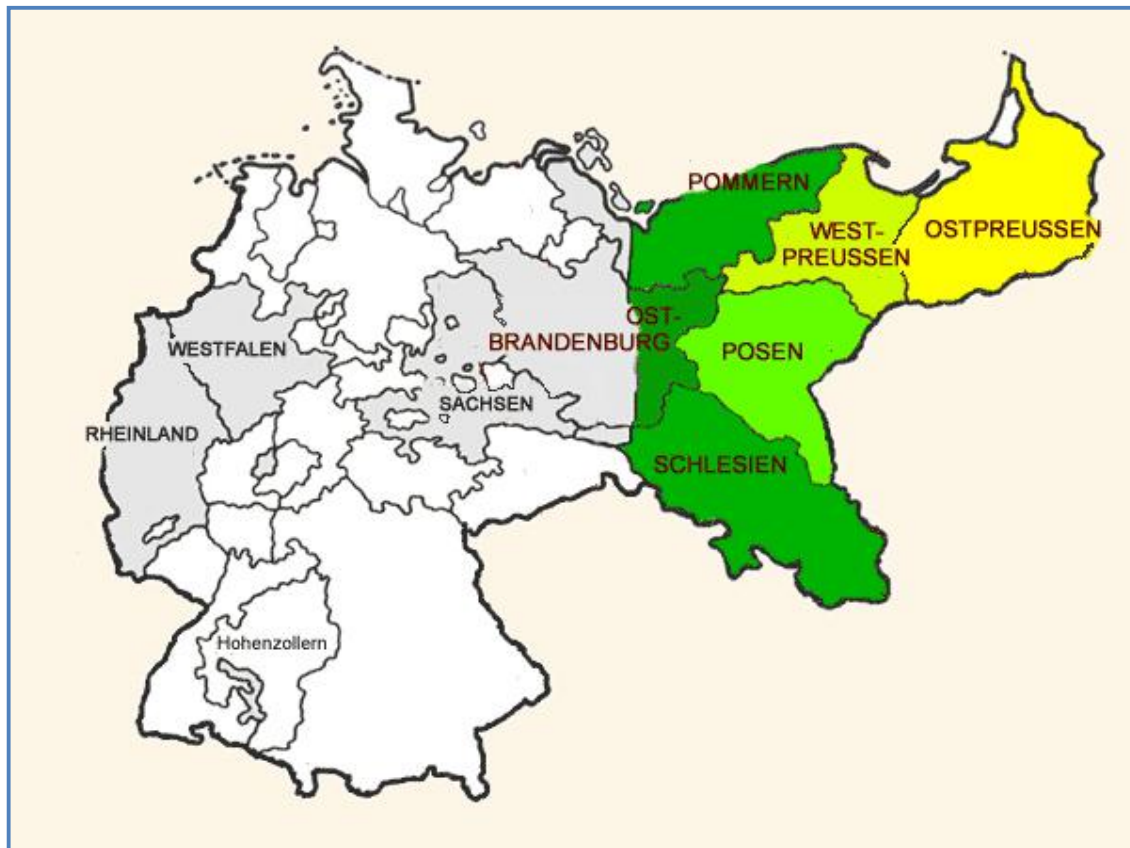 POMMERN
WEST-
PREUSSEN
OSTPREUSSEN
OST-
BRANDENBURG
WESTFALEN
POSEN
SACHSEN
RHEINLAND
SCHLESIEN
Hohenzollern